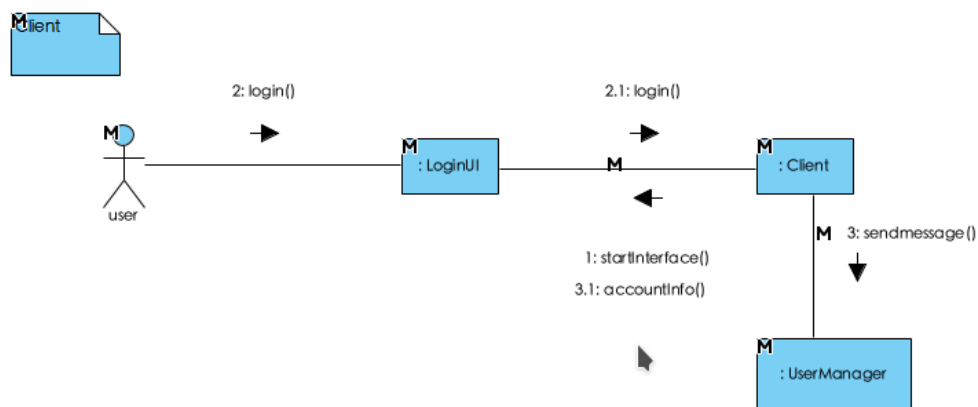 M
Client
2: login()
2.1: login()
M
M
: LoginUI
M
M
: Client
user
M
3: sendmessage()
1: startInterface()
3.1: accountInfo()
M
: UserManager